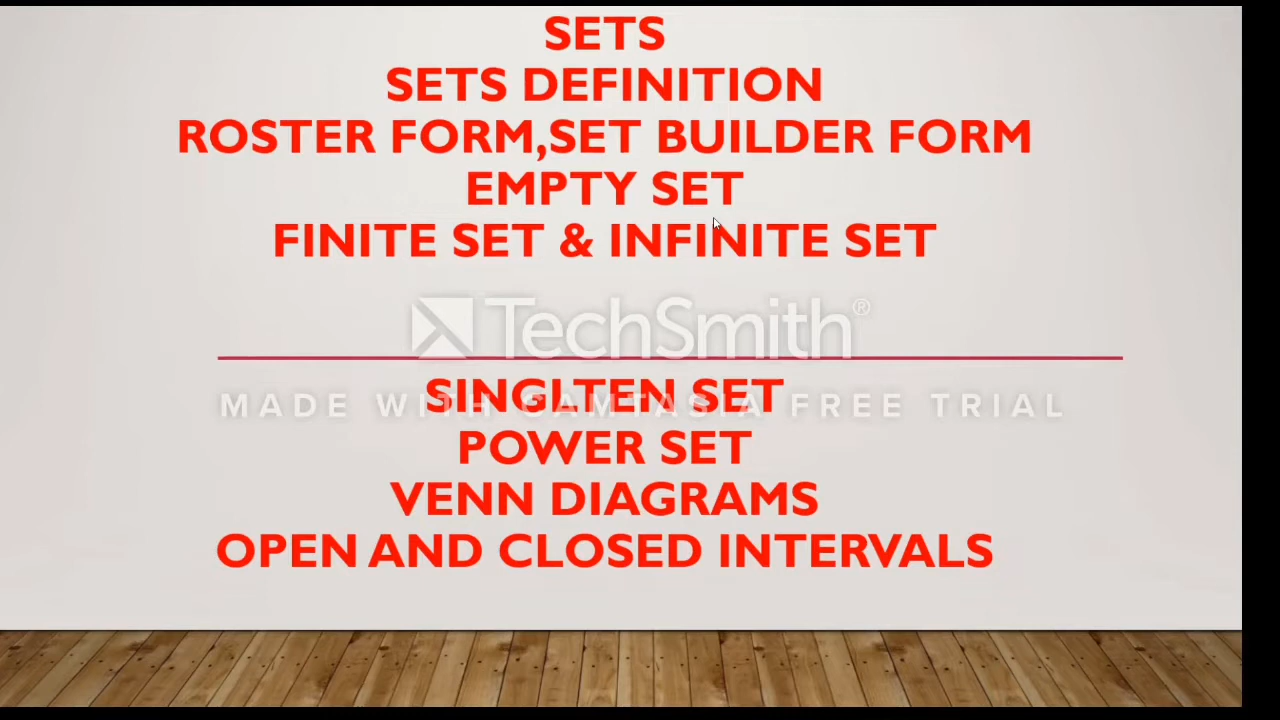 SETS
SETS DEFINITION
ROSTER FORM,SET BUILDER FORM
EMPTY SET
FINITE SET & INFINITE SET
TechSmith®
SINGLTEN SET
MADE WITH CAMTASIA FREE TRIAL
POWER SET
VENN DIAGRAMS
OPEN AND CLOSED INTERVALS